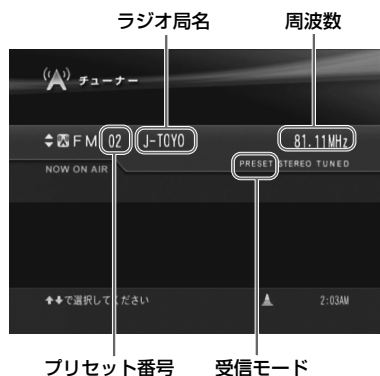 ラジオ局名 周波数
チューナー
FM 02 J-TOYO 81.11MHz
NOW ON AIR PRESET STEREO TUNED
で選択してください 2:03AM
プリセット番号 受信モード